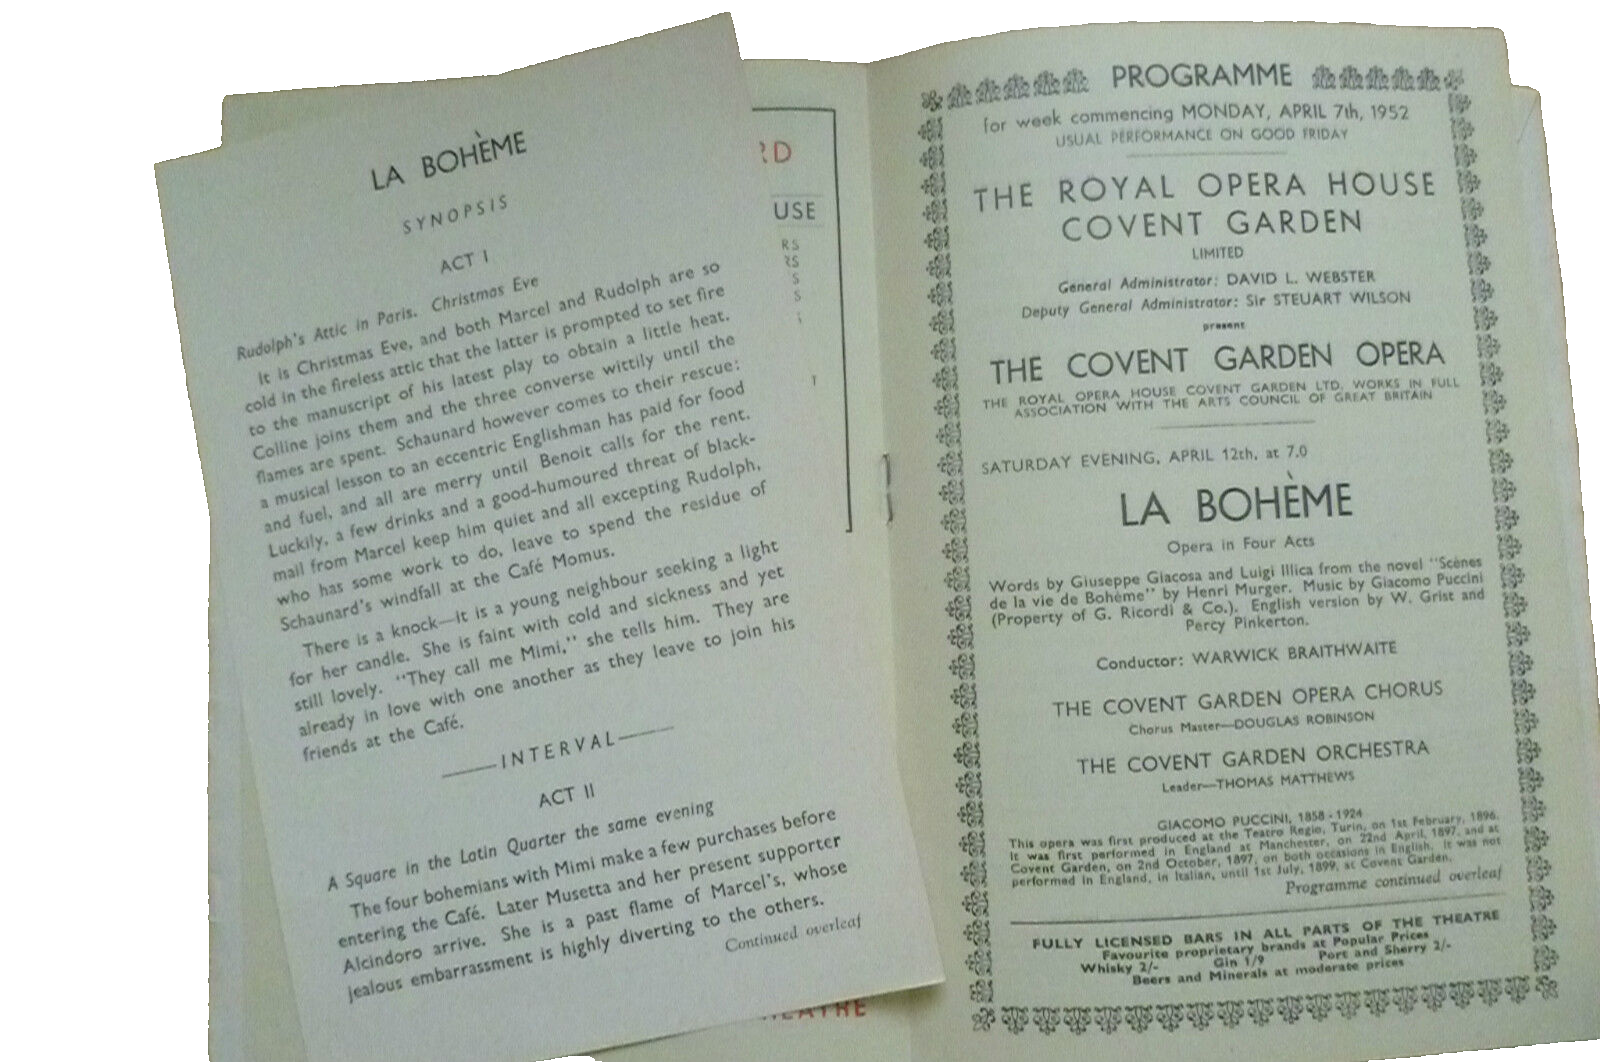 LA BOHÈME
SYNOPSIS
ACT I
Rudolph's Attic in Paris. Christmas Eve
It is Christmas Eve, and both Marcel and Rudolph are so
cold in the fireless attic that the latter is prompted to set fire
to the manuscript of his latest play to obtain a little heat.
Colline joins them and the three converse wittily until the
flames are spent. Schaunard however comes to their rescue:
a musical lesson to an eccentric Englishman has paid for food
and fuel, and all are merry until Benoit calls for the rent.
Luckily, a few drinks and a good-humoured threat of black-
mail from Marcel keep him quiet and all excepting Rudolph,
who has some work to do, leave to spend the residue of
Schaunard's windfall at the Café Momus.
There is a knock—it is a young neighbour seeking a light
for her candle. She is faint with cold and sickness and yet
still lovely. "They call me Mimi," she tells him. They are
already in love with one another as they leave to join his
friends at the Café.
INTERVAL
ACT II
A Square in the Latin Quarter the same evening
The four bohemians with Mimi make a few purchases before
entering the Café. Later Musetta and her present supporter
Alcindoro arrive. She is a past flame of Marcel's, whose
jealous embarrassment is highly diverting to the others.
Continued overleaf
RD
USE
RS
RS
S
S
T
PROGRAMME
for week commencing MONDAY, APRIL 7th, 1952
USUAL PERFORMANCE ON GOOD FRIDAY
THE ROYAL OPERA HOUSE
COVENT GARDEN
LIMITED
General Administrator: DAVID L. WEBSTER
Deputy General Administrator: Sir STEUART WILSON
present
THE COVENT GARDEN OPERA
THE ROYAL OPERA HOUSE COVENT GARDEN LTD. WORKS IN FULL
ASSOCIATION WITH THE ARTS COUNCIL OF GREAT BRITAIN
SATURDAY EVENING, APRIL 12th, at 7.0
LA BOHÈME
Opera in Four Acts
Words by Giuseppe Giacosa and Luigi Illica from the novel "Scènes
de la vie de Bohème" by Henri Murger. Music by Giacomo Puccini
(Property of G. Ricordi & Co.). English version by W. Grist and
Percy Pinkerton.
Conductor: WARWICK BRAITHWAITE
THE COVENT GARDEN OPERA CHORUS
Chorus Master—DOUGLAS ROBINSON
THE COVENT GARDEN ORCHESTRA
Leader—THOMAS MATTHEWS
GIACOMO PUCCINI, 1858 - 1924
This opera was first produced at the Teatro Regio, Turin, on 1st February, 1896.
It was first performed in England at Manchester, on 22nd April, 1897, and at
Covent Garden, on 2nd October, 1897, on both occasions in English. It was not
performed in England, in Italian, until 1st July, 1899, at Covent Garden.
Programme continued overleaf
FULLY LICENSED BARS IN ALL PARTS OF THE THEATRE
Favourite proprietary brands at Popular Prices
Whisky 2/- Gin 1/9 Port and Sherry 2/-
Beers and Minerals at moderate prices